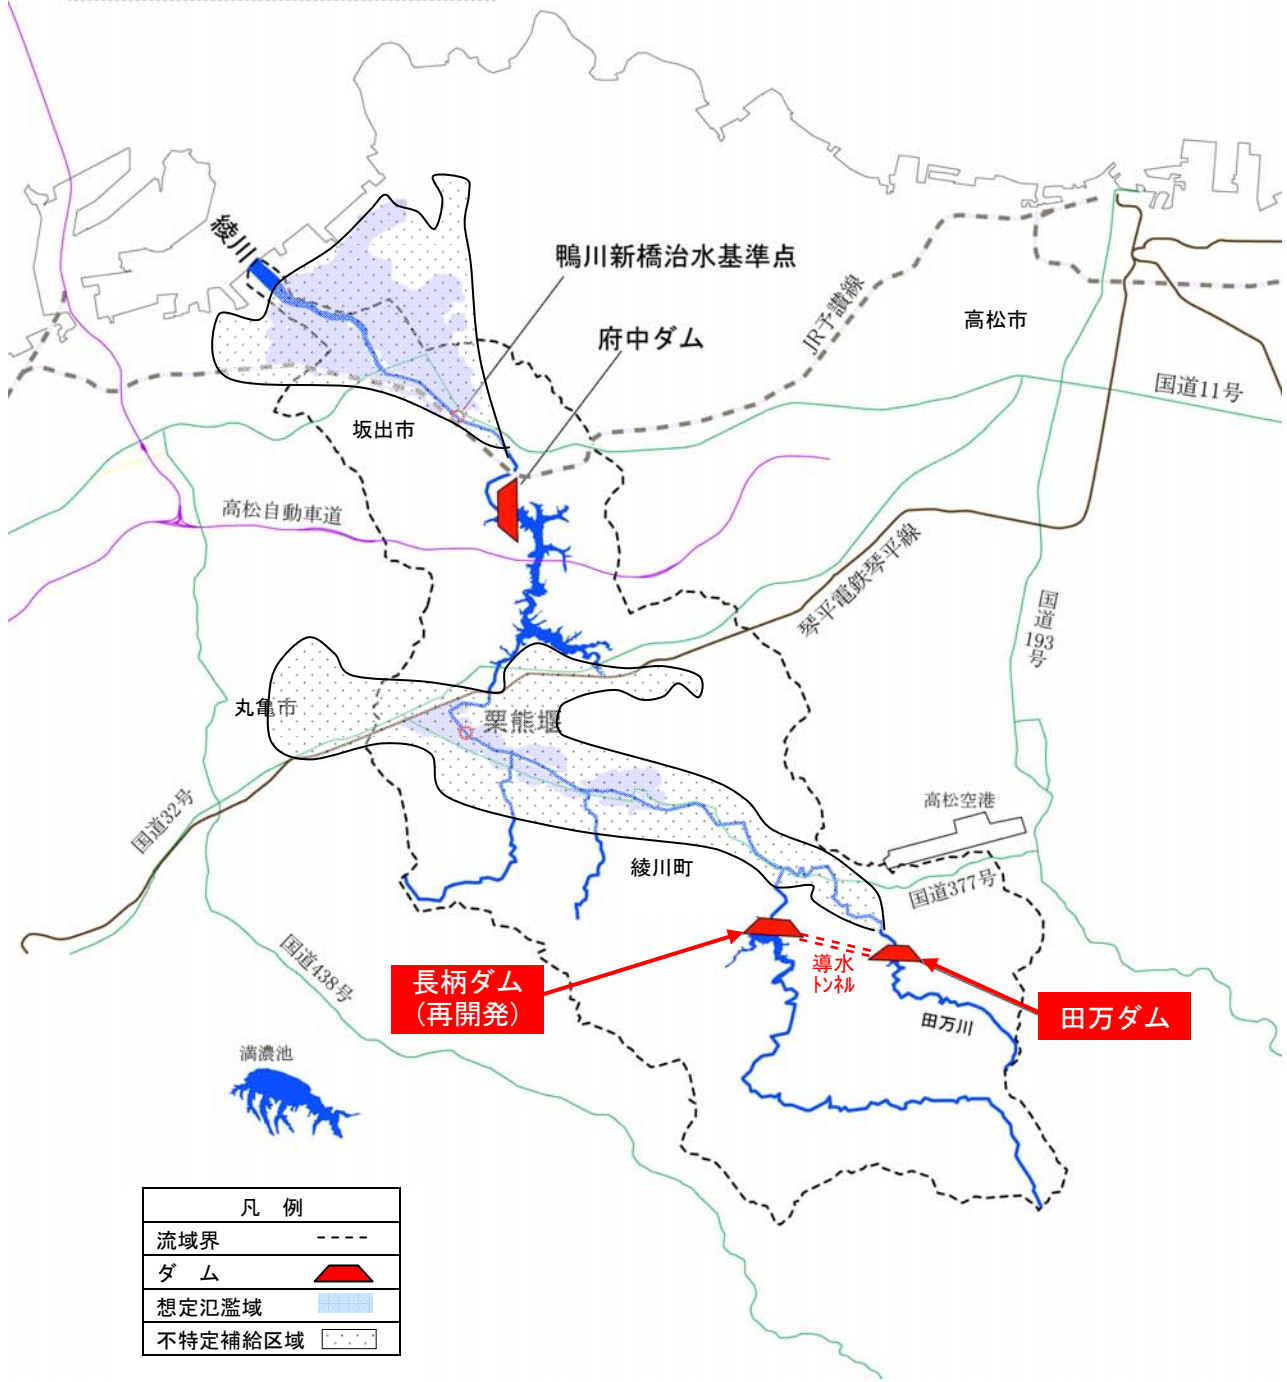 綾川
鴨川新橋治水基準点
府中ダム
JR予讃線
高松市
国道11号
坂出市
高松自動車道
琴平電鉄琴平線
国道
193
号
丸亀市
栗熊堰
国道32号
高松空港
綾川町
国道377号
国道438号
長柄ダム
(再開発)
導水
トンネル
田万川
田万ダム
満濃池
凡 例
流域界
ダ ム
想定氾濫域
不特定補給区域